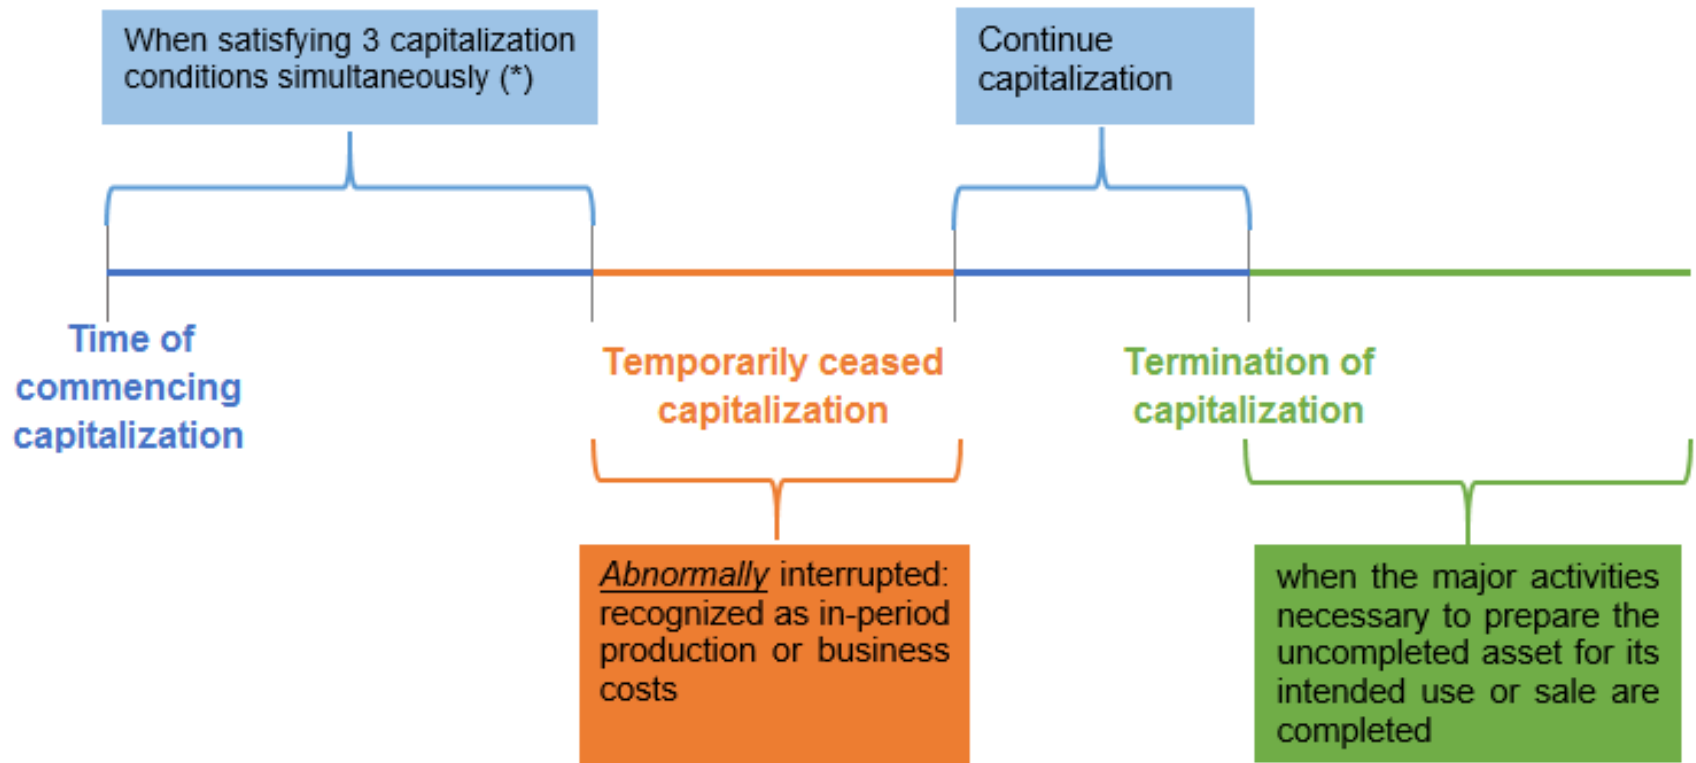 When satisfying 3 capitalization
conditions simultaneously (*)
Continue
capitalization
Time of
commencing
capitalization
Temporarily ceased
capitalization
Termination of
capitalization
Abnormally interrupted:
recognized as in-period
production or business
costs
when the major activities
necessary to prepare the
uncompleted asset for its
intended use or sale are
completed